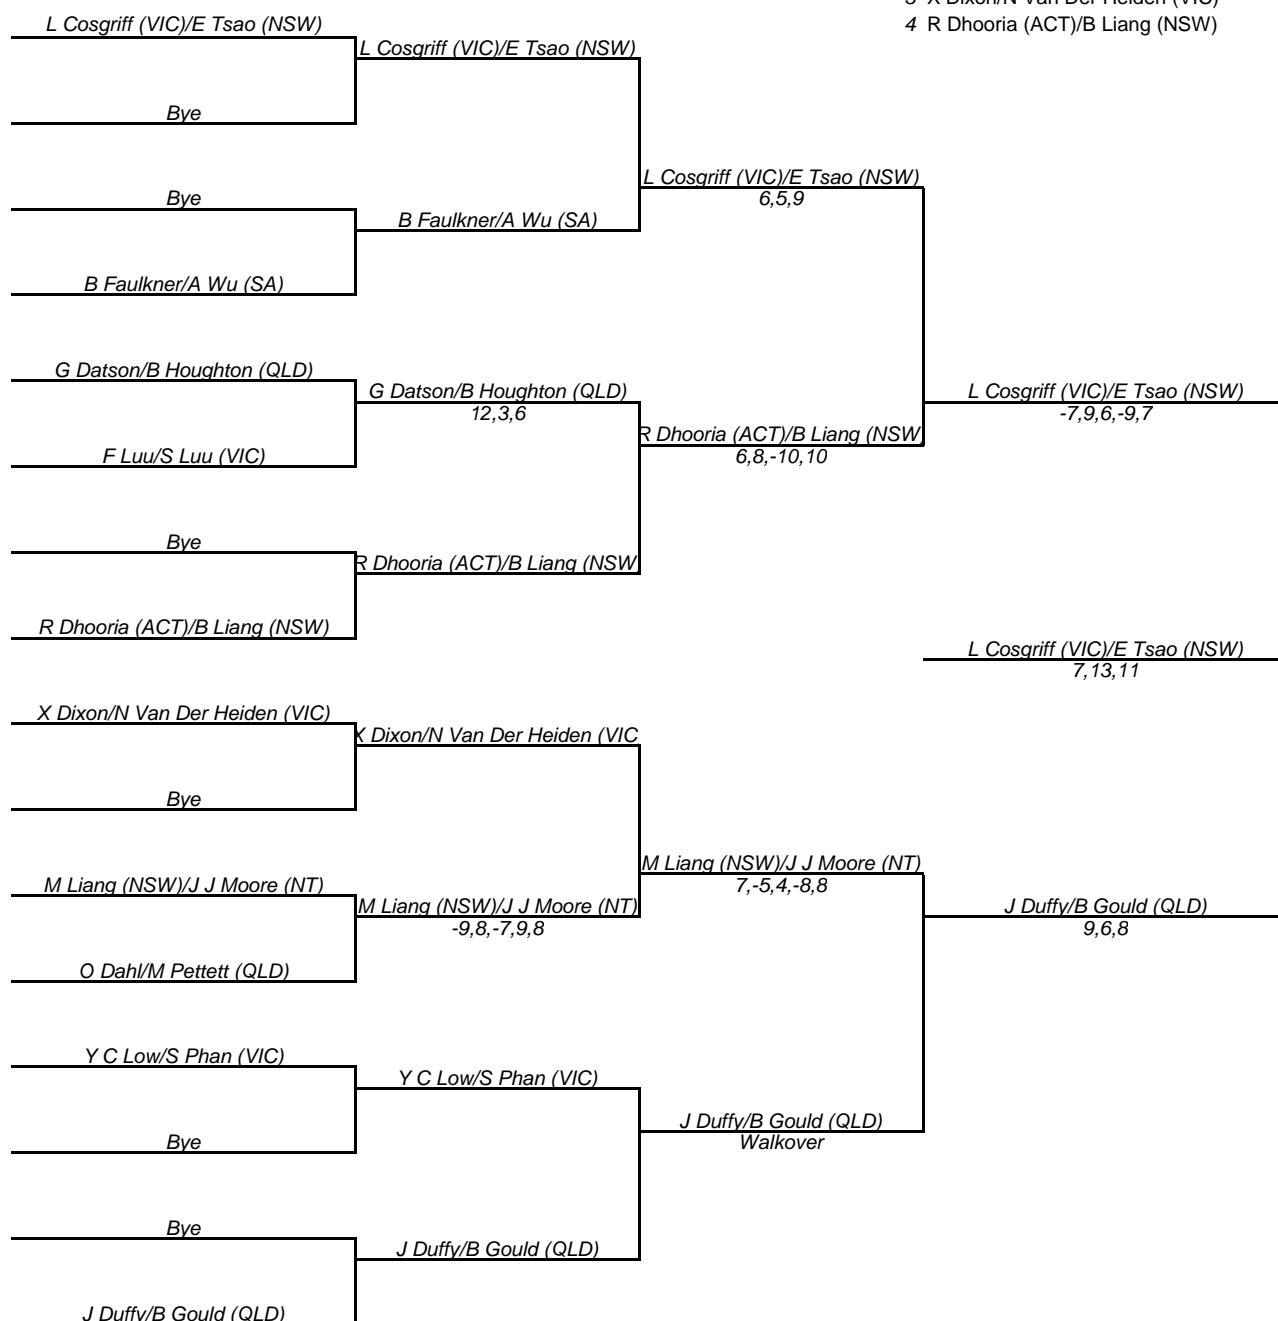 3 X Dixon/N Van Der Heiden (VIC)
4 R Dhooria (ACT)/B Liang (NSW)
L Cosgriff (VIC)/E Tsao (NSW)
L Cosgriff (VIC)/E Tsao (NSW)
Bye
L Cosgriff (VIC)/E Tsao (NSW)
6,5,9
Bye
B Faulkner/A Wu (SA)
B Faulkner/A Wu (SA)
G Datson/B Houghton (QLD)
G Datson/B Houghton (QLD)
12,3,6
L Cosgriff (VIC)/E Tsao (NSW)
-7,9,6,-9,7
R Dhooria (ACT)/B Liang (NSW
6,8,-10,10
F Luu/S Luu (VIC)
Bye
R Dhooria (ACT)/B Liang (NSW
R Dhooria (ACT)/B Liang (NSW)
L Cosgriff (VIC)/E Tsao (NSW)
7,13,11
X Dixon/N Van Der Heiden (VIC)
X Dixon/N Van Der Heiden (VIC
Bye
M Liang (NSW)/J J Moore (NT)
7,-5,4,-8,8
M Liang (NSW)/J J Moore (NT)
M Liang (NSW)/J J Moore (NT)
-9,8,-7,9,8
J Duffy/B Gould (QLD)
9,6,8
O Dahl/M Pettett (QLD)
Y C Low/S Phan (VIC)
Y C Low/S Phan (VIC)
J Duffy/B Gould (QLD)
Walkover
Bye
Bye
J Duffy/B Gould (QLD)
J Duffy/B Gould (QLD)